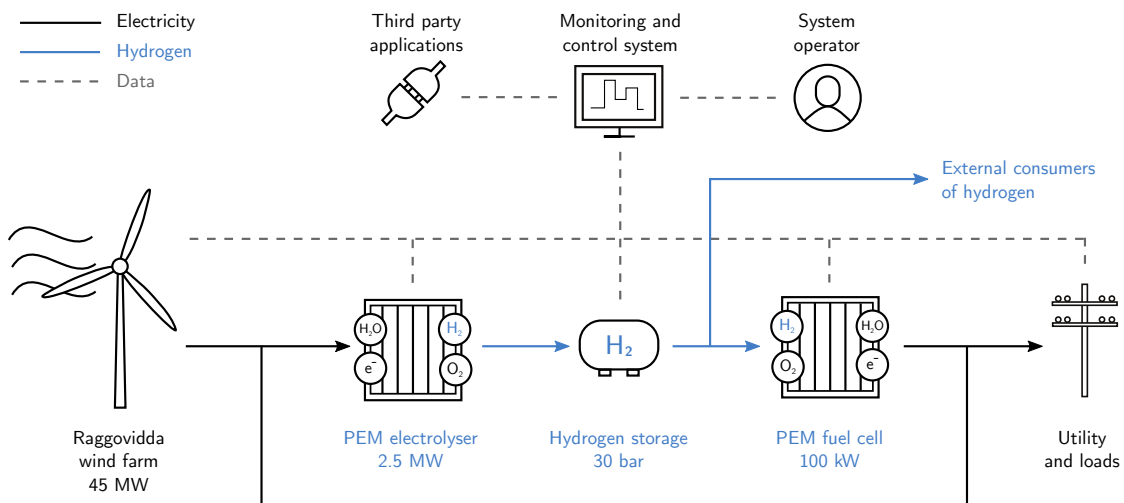 Electricity
Hydrogen
Data
Third party
applications
Monitoring and
control system
System
operator
External consumers
of hydrogen
H₂O
e⁻
H₂
O₂
H₂
H₂
O₂
H₂O
e⁻
Raggovidda
wind farm
45 MW
PEM electrolyser
2.5 MW
Hydrogen storage
30 bar
PEM fuel cell
100 kW
Utility
and loads